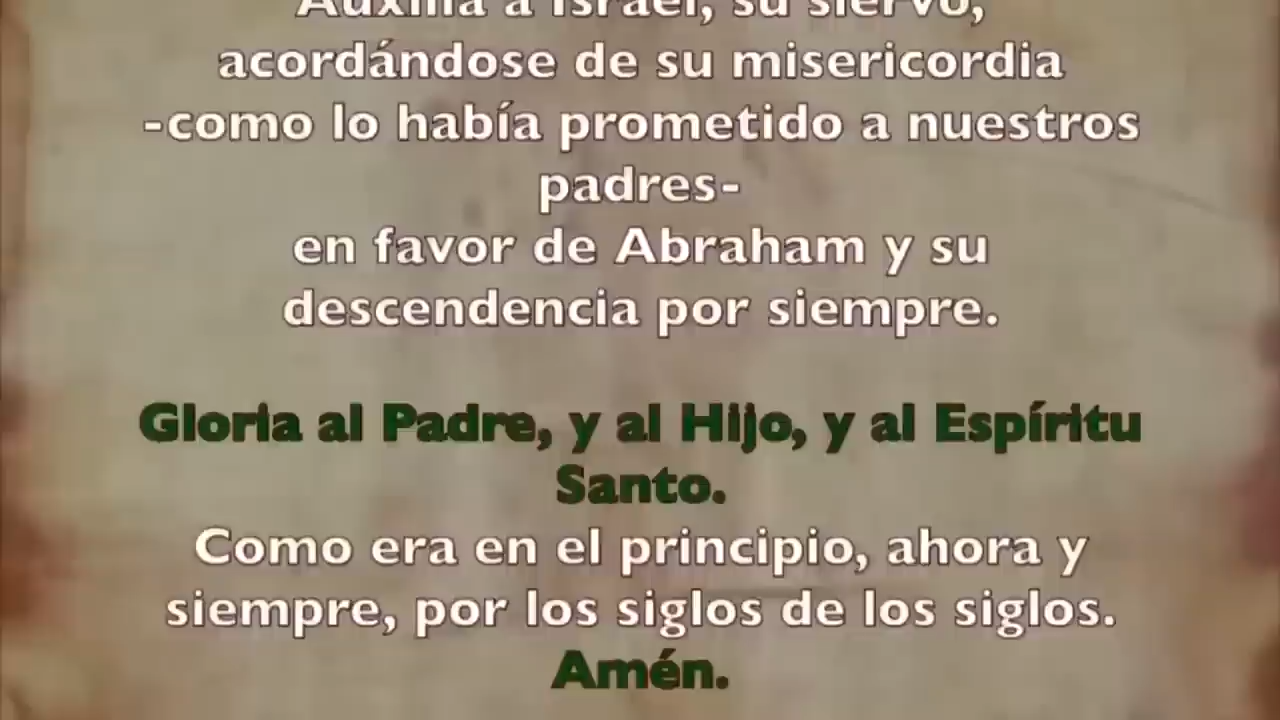 Auxilia a Israel, su siervo,
acordándose de su misericordia
-como lo había prometido a nuestros
padres-
en favor de Abraham y su
descendencia por siempre.
Gloria al Padre, y al Hijo, y al Espíritu
Santo.
Como era en el principio, ahora y
siempre, por los siglos de los siglos.
Amén.